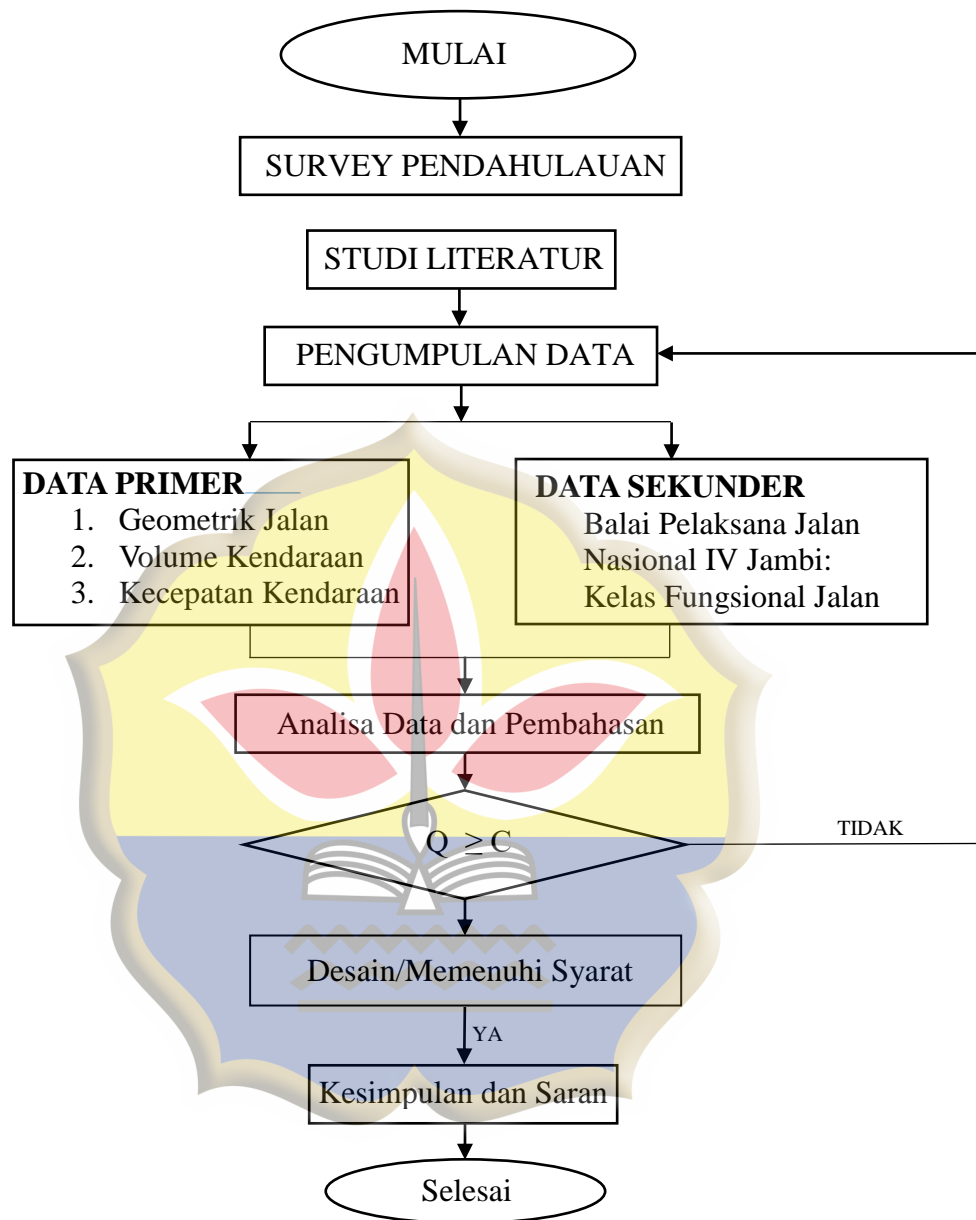 MULAI
SURVEY PENDAHULAUAN
STUDI LITERATUR
PENGUMPULAN DATA
DATA PRIMER
1. Geometrik Jalan
2. Volume Kendaraan
3. Kecepatan Kendaraan
DATA SEKUNDER
Balai Pelaksana Jalan
Nasional IV Jambi:
Kelas Fungsional Jalan
Analisa Data dan Pembahasan
Q ≥ C
TIDAK
Desain/Memenuhi Syarat
YA
Kesimpulan dan Saran
Selesai